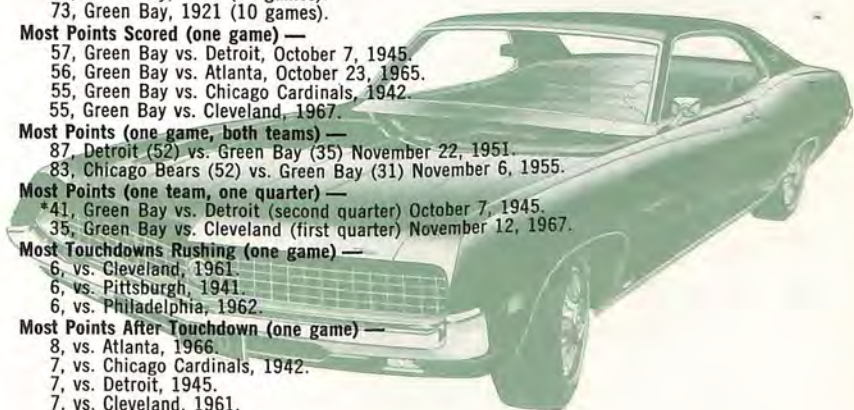 73, Green Bay, 1921 (10 games).
Most Points Scored (one game) —
57, Green Bay vs. Detroit, October 7, 1945.
56, Green Bay vs. Atlanta, October 23, 1965.
55, Green Bay vs. Chicago Cardinals, 1942.
55, Green Bay vs. Cleveland, 1967.
Most Points (one game, both teams) —
87, Detroit (52) vs. Green Bay (35) November 22, 1951.
83, Chicago Bears (52) vs. Green Bay (31) November 6, 1955.
Most Points (one team, one quarter) —
*41, Green Bay vs. Detroit (second quarter) October 7, 1945.
35, Green Bay vs. Cleveland (first quarter) November 12, 1967.
Most Touchdowns Rushing (one game) —
6, vs. Cleveland, 1961.
6, vs. Pittsburgh, 1941.
6, vs. Philadelphia, 1962.
Most Points After Touchdown (one game) —
8, vs. Atlanta, 1966.
7, vs. Chicago Cardinals, 1942.
7, vs. Detroit, 1945.
7, vs. Cleveland, 1961.